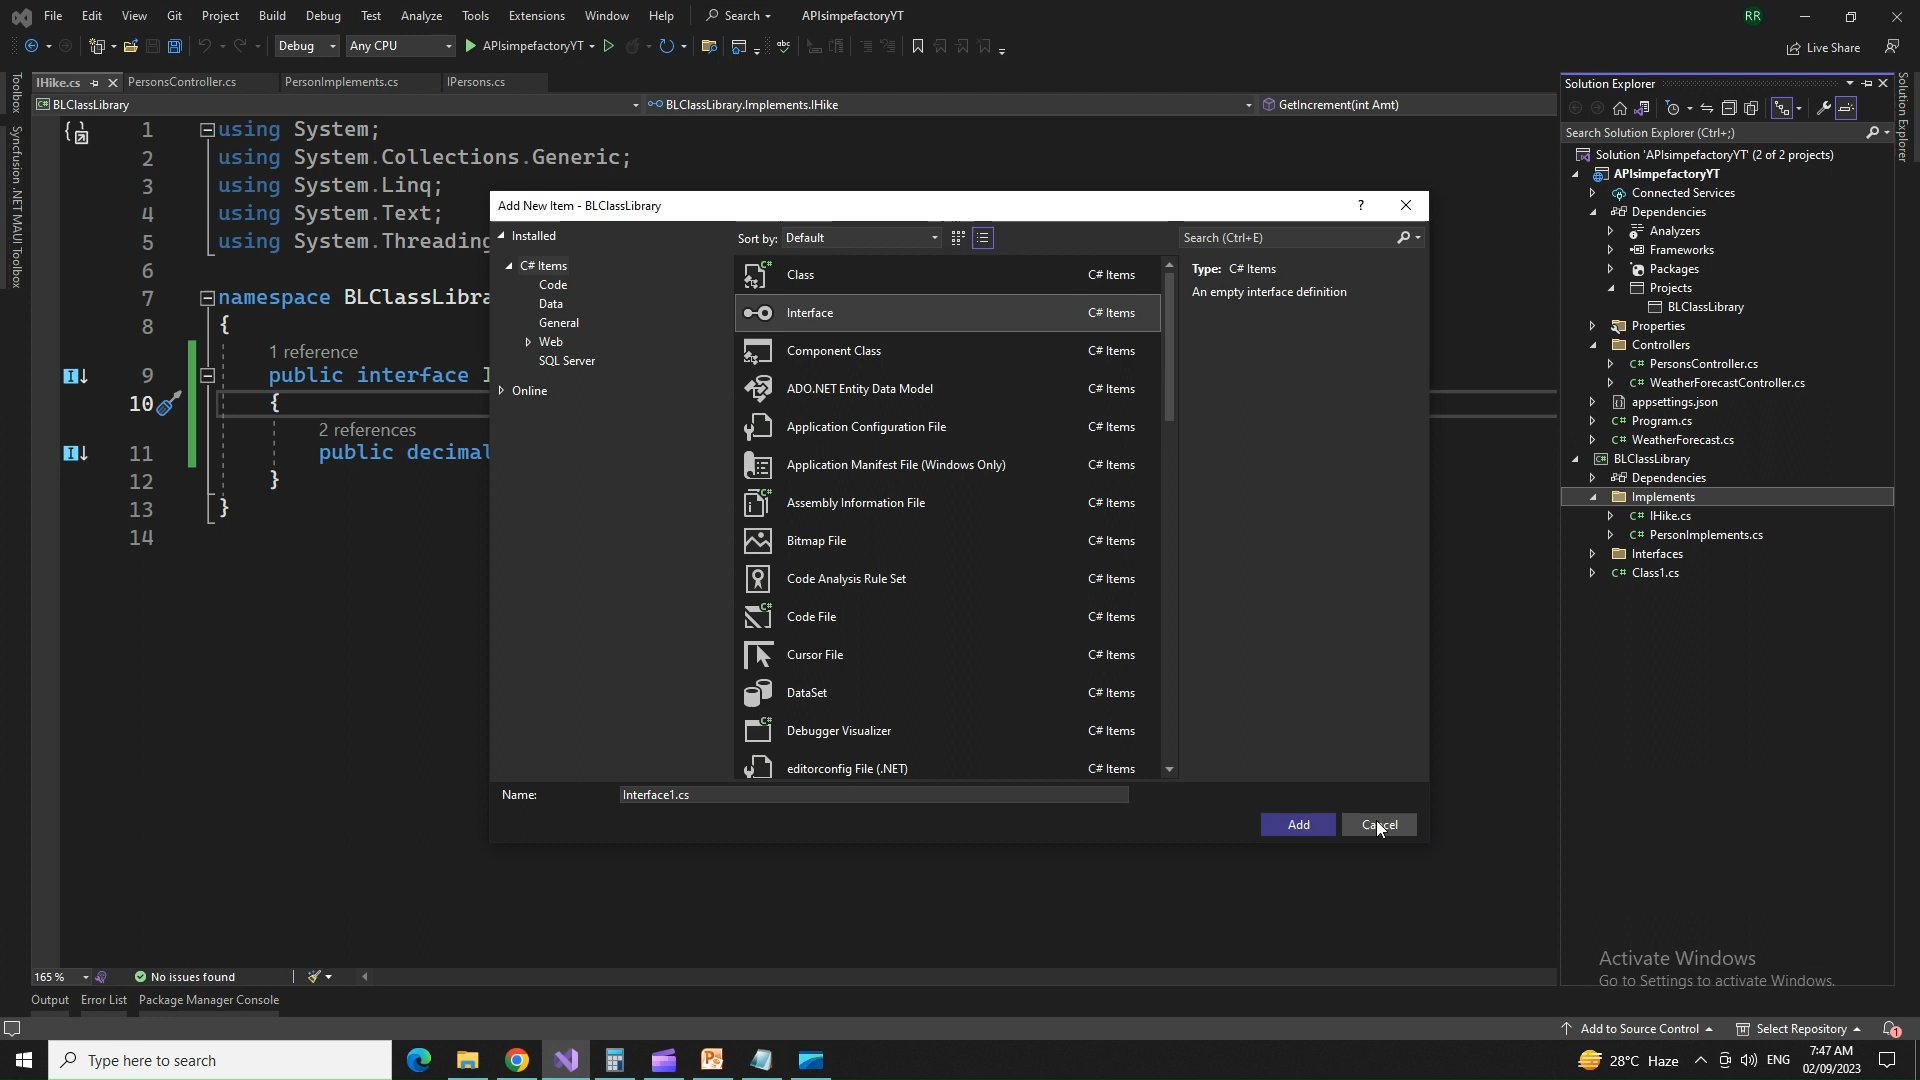 File Edit View Git Project Build Debug Test Analyze Tools Extensions Window Help Search APIsimpefactoryYT RR
Debug Any CPU APIsimpefactoryYT Live Share
Toolbox
Syncfusion .NET MAUI Toolbox
IHike.cs PersonsController.cs PersonImplements.cs IPersons.cs
BLClassLibrary BLClassLibrary.Implements.IHike GetIncrement(int Amt)
1 using System;
2 using System.Collections.Generic;
3 using System.Linq;
4 using System.Text;
5 using System.Threading
6
7 namespace BLClassLibra
8 {
1 reference
9 public interface I
10 {
2 references
11 public decimal
12 }
13 }
14
Add New Item - BLClassLibrary ?
Installed
C# Items
Code
Data
General
Web
SQL Server
Online
Sort by: Default
Search (Ctrl+E)
Class C# Items
Interface C# Items
Component Class C# Items
ADO.NET Entity Data Model C# Items
Application Configuration File C# Items
Application Manifest File (Windows Only) C# Items
Assembly Information File C# Items
Bitmap File C# Items
Code Analysis Rule Set C# Items
Code File C# Items
Cursor File C# Items
DataSet C# Items
Debugger Visualizer C# Items
editorconfig File (.NET) C# Items
Type: C# Items
An empty interface definition
Name: Interface1.cs
Add Cancel
Solution Explorer
Search Solution Explorer (Ctrl+;)
Solution 'APIsimpefactoryYT' (2 of 2 projects)
APIsimpefactoryYT
Connected Services
Dependencies
Analyzers
Frameworks
Packages
Projects
BLClassLibrary
Properties
Controllers
C# PersonsController.cs
C# WeatherForecastController.cs
appsettings.json
C# Program.cs
C# WeatherForecast.cs
C# BLClassLibrary
Dependencies
Implements
C# IHike.cs
C# PersonImplements.cs
Interfaces
C# Class1.cs
Solution Explorer
Activate Windows
Go to Settings to activate Windows.
165 % No issues found
Output Error List Package Manager Console
Add to Source Control Select Repository 1
Type here to search
28°C Haze ENG 7:47 AM
02/09/2023